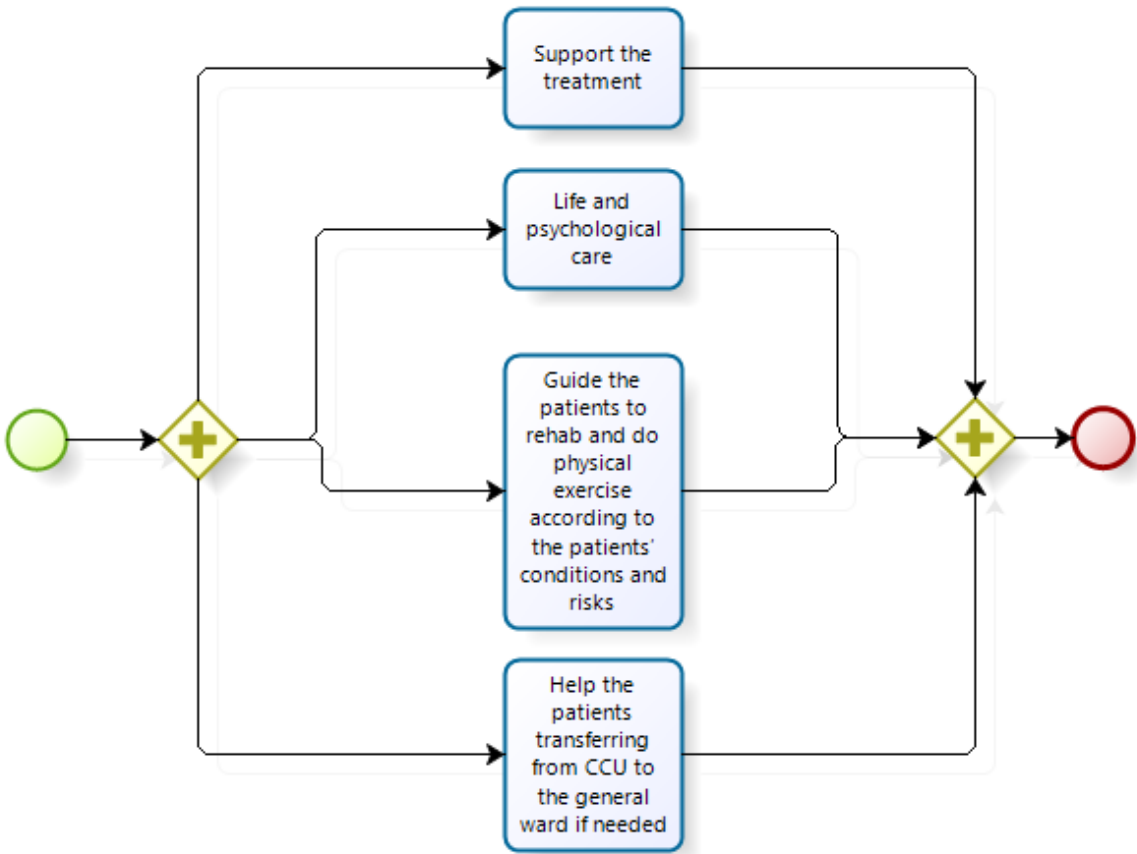 Support the
treatment
Life and
psychological
care
Guide the
patients to
rehab and do
physical
exercise
according to
the patients’
conditions and
risks
Help the
patients
transferring
from CCU to
the general
ward if needed